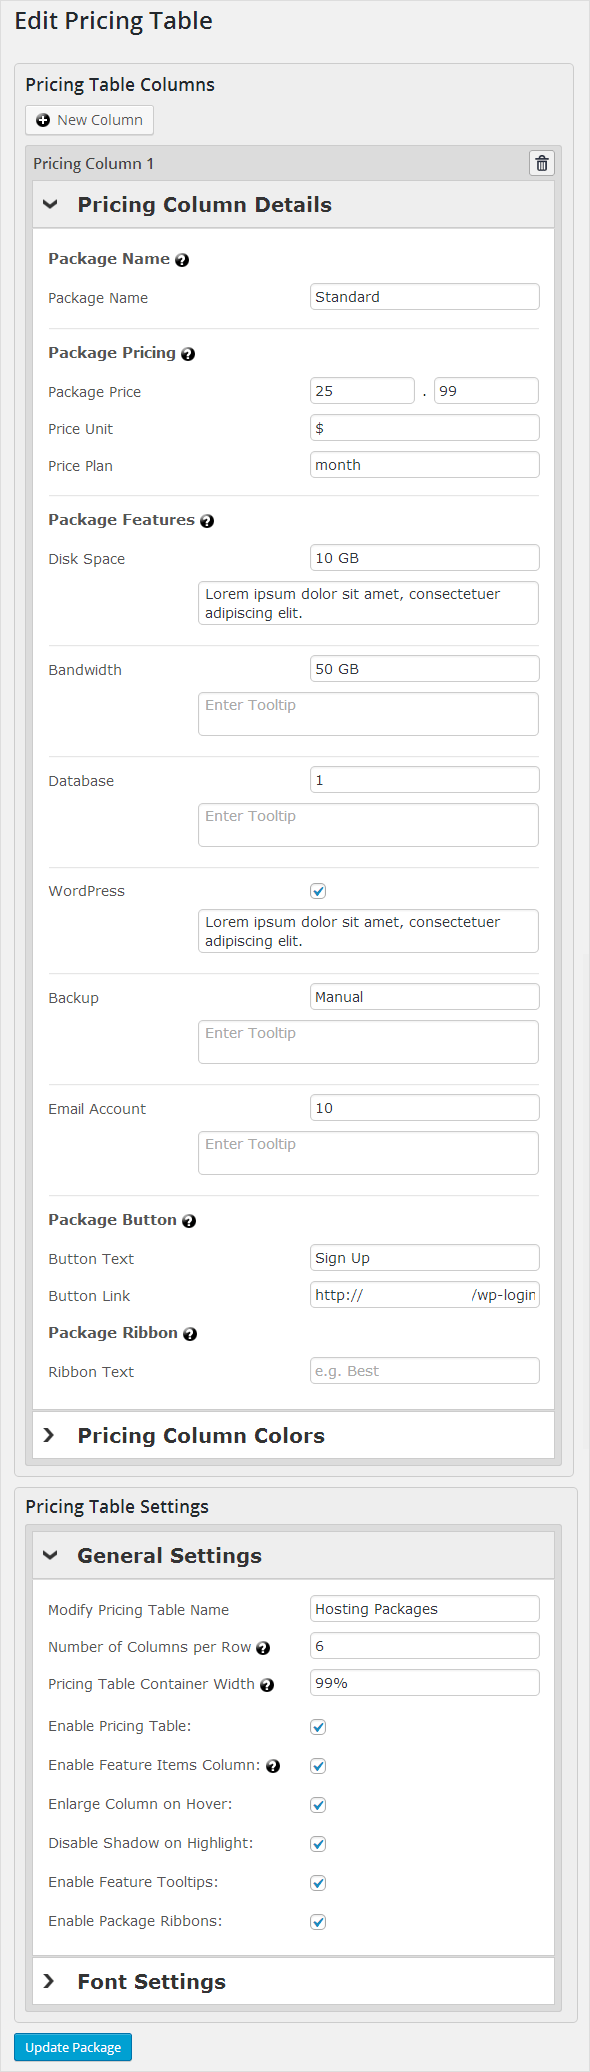 Edit Pricing Table
Pricing Table Columns
New Column
Pricing Column 1
Pricing Column Details
Package Name ?
Package Name Standard
Package Pricing ?
Package Price 25 . 99
Price Unit $
Price Plan month
Package Features ?
Disk Space 10 GB
Lorem ipsum dolor sit amet, consectetuer
adipiscing elit.
Bandwidth 50 GB
Enter Tooltip
Database 1
Enter Tooltip
WordPress
Lorem ipsum dolor sit amet, consectetuer
adipiscing elit.
Backup Manual
Enter Tooltip
Email Account 10
Enter Tooltip
Package Button ?
Button Text Sign Up
Button Link http:// /wp-login
Package Ribbon ?
Ribbon Text e.g. Best
Pricing Column Colors
Pricing Table Settings
General Settings
Modify Pricing Table Name Hosting Packages
Number of Columns per Row ? 6
Pricing Table Container Width ? 99%
Enable Pricing Table:
Enable Feature Items Column: ?
Enlarge Column on Hover:
Disable Shadow on Highlight:
Enable Feature Tooltips:
Enable Package Ribbons:
Font Settings
Update Package